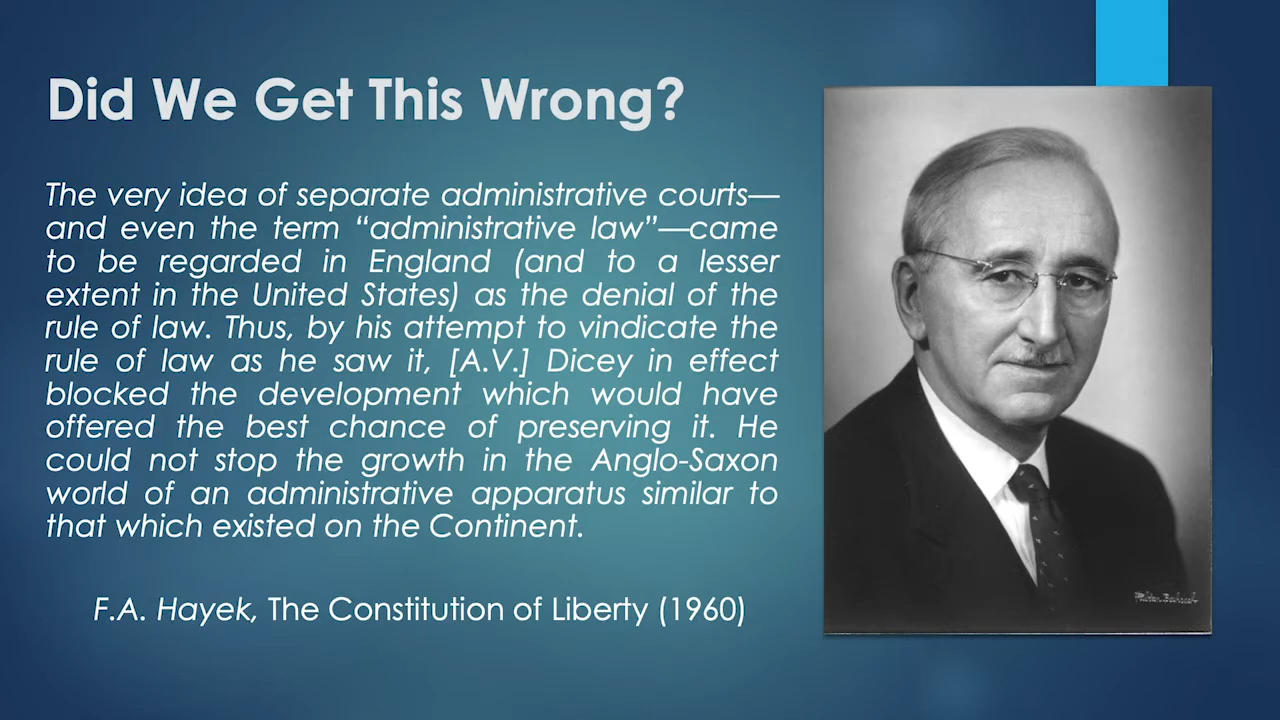 Did We Get This Wrong?
The very idea of separate administrative courts—
and even the term “administrative law”—came
to be regarded in England (and to a lesser
extent in the United States) as the denial of the
rule of law. Thus, by his attempt to vindicate the
rule of law as he saw it, [A.V.] Dicey in effect
blocked the development which would have
offered the best chance of preserving it. He
could not stop the growth in the Anglo-Saxon
world of an administrative apparatus similar to
that which existed on the Continent.
F.A. Hayek, The Constitution of Liberty (1960)